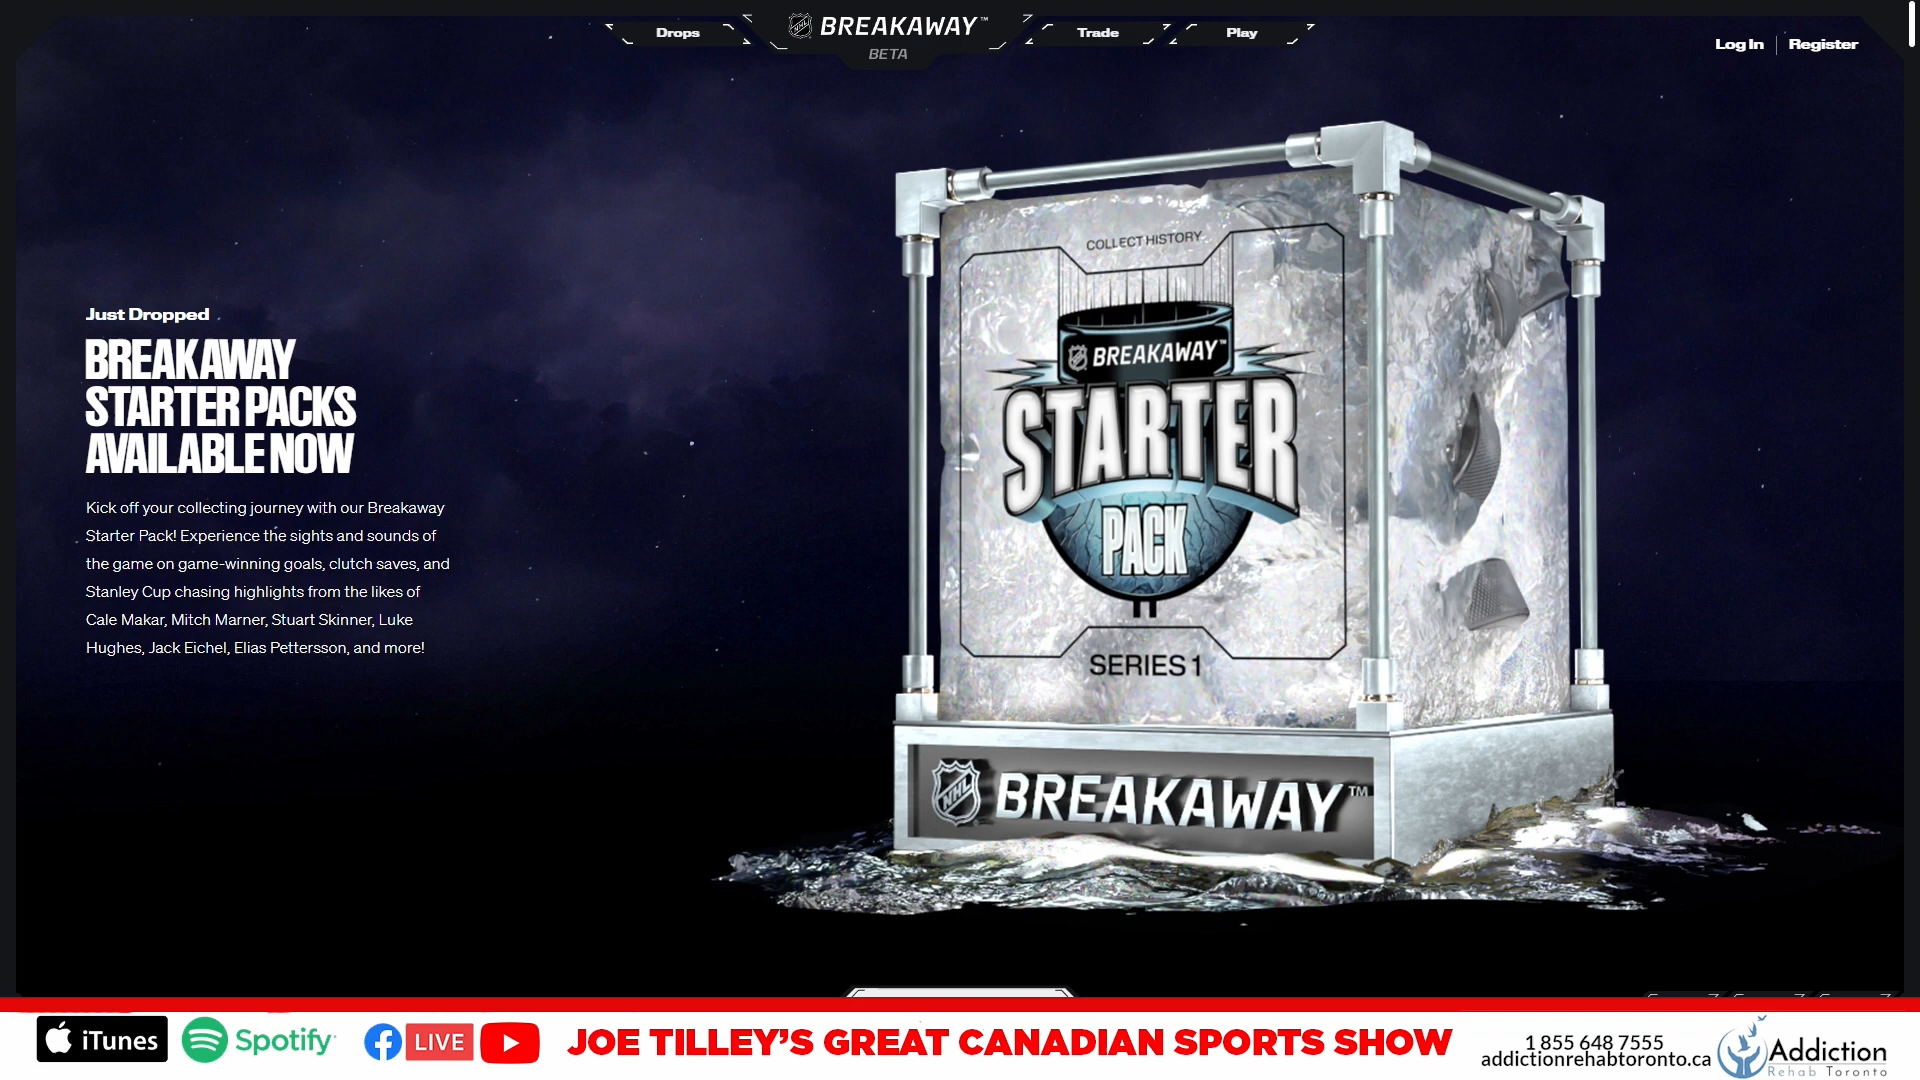 Drops
NHL BREAKAWAY™
BETA
Trade
Play
Log In
Register
COLLECT HISTORY
NHL BREAKAWAY™
STARTER
PACK
SERIES 1
NHL BREAKAWAY™
Just Dropped
BREAKAWAY
STARTER PACKS
AVAILABLE NOW
Kick off your collecting journey with our Breakaway
Starter Pack! Experience the sights and sounds of
the game on game-winning goals, clutch saves, and
Stanley Cup chasing highlights from the likes of
Cale Makar, Mitch Marner, Stuart Skinner, Luke
Hughes, Jack Eichel, Elias Pettersson, and more!
iTunes
Spotify
LIVE
JOE TILLEY'S GREAT CANADIAN SPORTS SHOW
1 855 648 7555
addictionrehabtoronto.ca
Addiction
Rehab Toronto